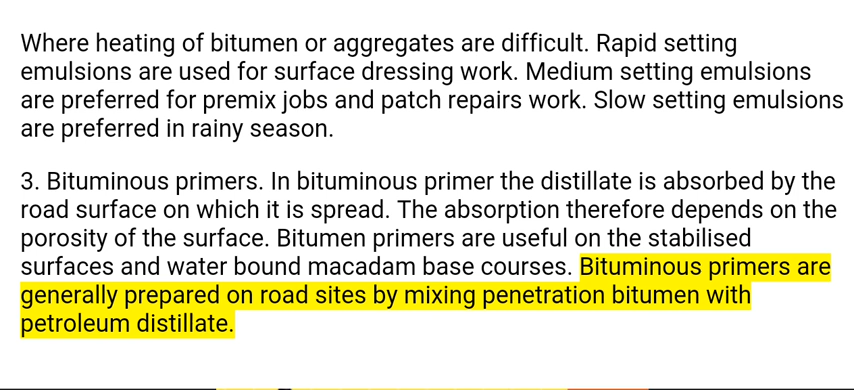 Where heating of bitumen or aggregates are difficult. Rapid setting
emulsions are used for surface dressing work. Medium setting emulsions
are preferred for premix jobs and patch repairs work. Slow setting emulsions
are preferred in rainy season.
3. Bituminous primers. In bituminous primer the distillate is absorbed by the
road surface on which it is spread. The absorption therefore depends on the
porosity of the surface. Bitumen primers are useful on the stabilised
surfaces and water bound macadam base courses. Bituminous primers are
generally prepared on road sites by mixing penetration bitumen with
petroleum distillate.